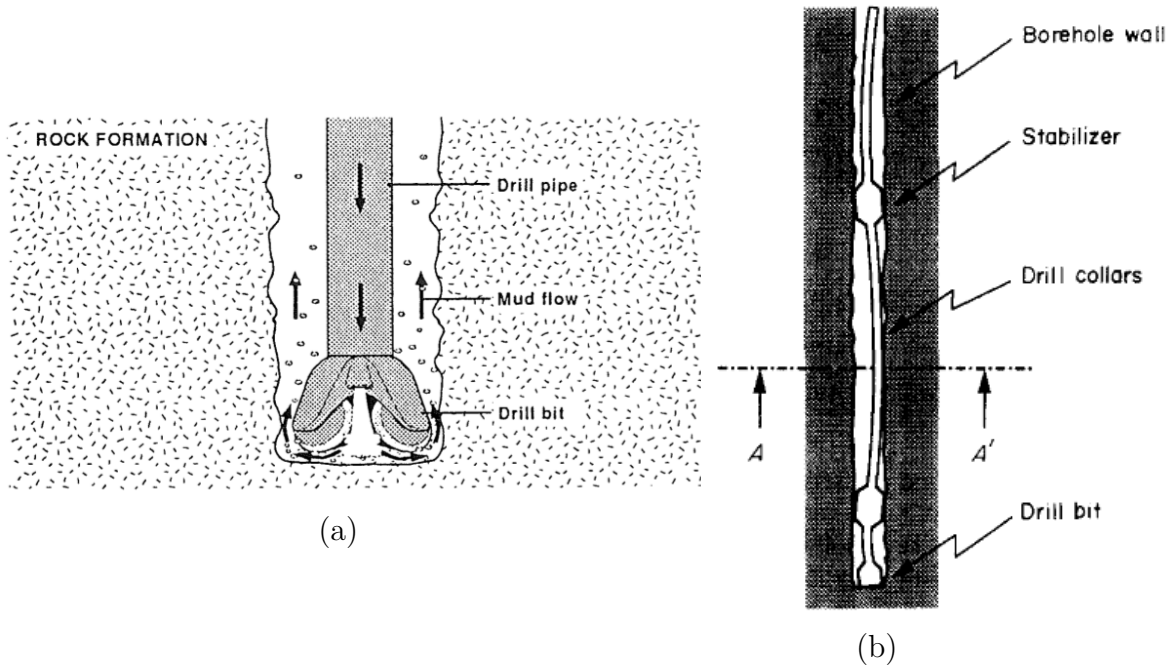 ROCK FORMATION
Drill pipe
Mud flow
Drill bit
(a)
Borehole wall
Stabilizer
Drill collars
A
A'
Drill bit
(b)